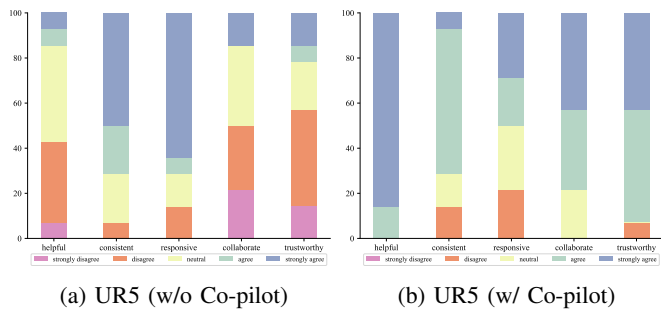 100
80
60
40
20
0
helpful consistent responsive collaborate trustworthy
strongly disagree disagree neutral agree strongly agree
(a) UR5 (w/o Co-pilot)
100
80
60
40
20
0
helpful consistent responsive collaborate trustworthy
strongly disagree disagree neutral agree strongly agree
(b) UR5 (w/ Co-pilot)